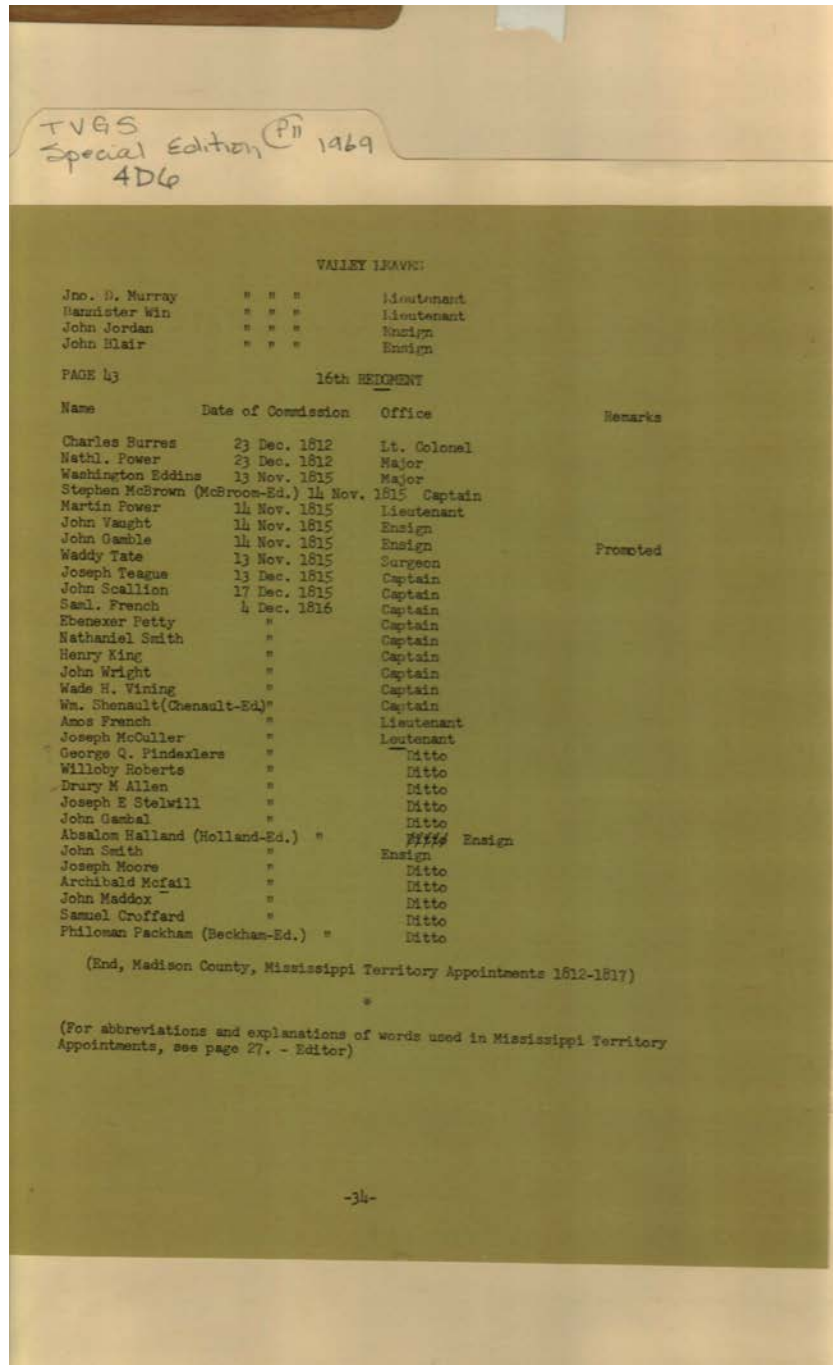 TVGS
Special Edition PII 1969
4D6
VALLEY LEAVES
Jno. D. Murray " " " Lieutenant
Bannister Win " " " Lieutenant
John Jordan " " " Ensign
John Blair " " " Ensign
PAGE 43 16th REDGMENT
Name Date of Commission Office Remarks
Charles Burres 23 Dec. 1812 Lt. Colonel
Nathl. Power 23 Dec. 1812 Major
Washington Eddins 13 Nov. 1815 Major
Stephen McBrown (McBroom-Ed.) 14 Nov. 1815 Captain
Martin Power 14 Nov. 1815 Lieutenant
John Vaught 14 Nov. 1815 Ensign
John Gamble 14 Nov. 1815 Ensign Promoted
Waddy Tate 13 Nov. 1815 Surgeon
Joseph Teague 13 Dec. 1815 Captain
John Scallion 17 Dec. 1815 Captain
Saml. French 4 Dec. 1816 Captain
Ebenexer Petty " Captain
Nathaniel Smith " Captain
Henry King " Captain
John Wright " Captain
Wade H. Vining " Captain
Wm. Shenault(Chenault-Ed.)" Captain
Amos French " Lieutenant
Joseph McCuller " Leutenant
George Q. Pindexlers " Ditto
Willoby Roberts " Ditto
Drury M Allen " Ditto
Joseph E Stelwill " Ditto
John Gambal " Ditto
Absalom Halland (Holland-Ed.) " Ditto Ensign
John Smith " Ensign
Joseph Moore " Ditto
Archibald Mcfail " Ditto
John Maddox " Ditto
Samuel Croffard " Ditto
Philoman Packham (Beckham-Ed.) " Ditto
(End, Madison County, Mississippi Territory Appointments 1812-1817)
*
(For abbreviations and explanations of words used in Mississippi Territory
Appointments, see page 27. - Editor)
-34-